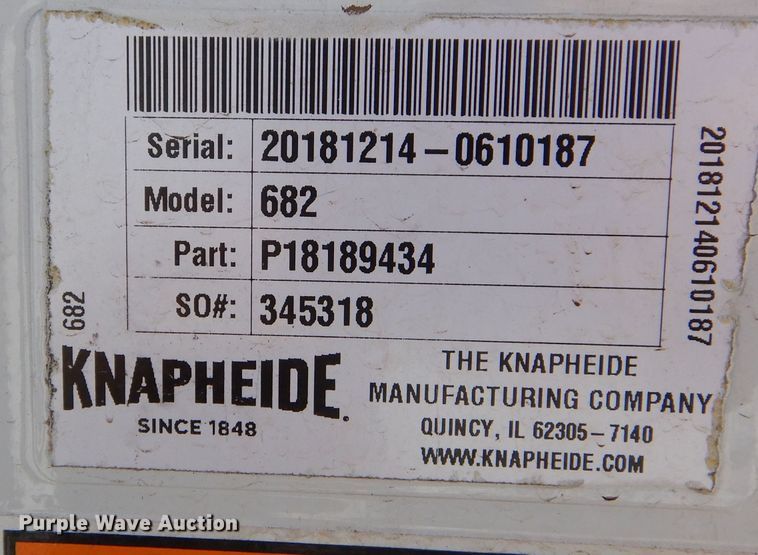 Serial: 20181214-0610187
Model: 682
Part: P18189434
SO#: 345318
201812140610187
682
KNAPHEIDE.
SINCE 1848
THE KNAPHEIDE
MANUFACTURING COMPANY
QUINCY, IL 62305-7140
WWW.KNAPHEIDE.COM
Purple Wave Auction